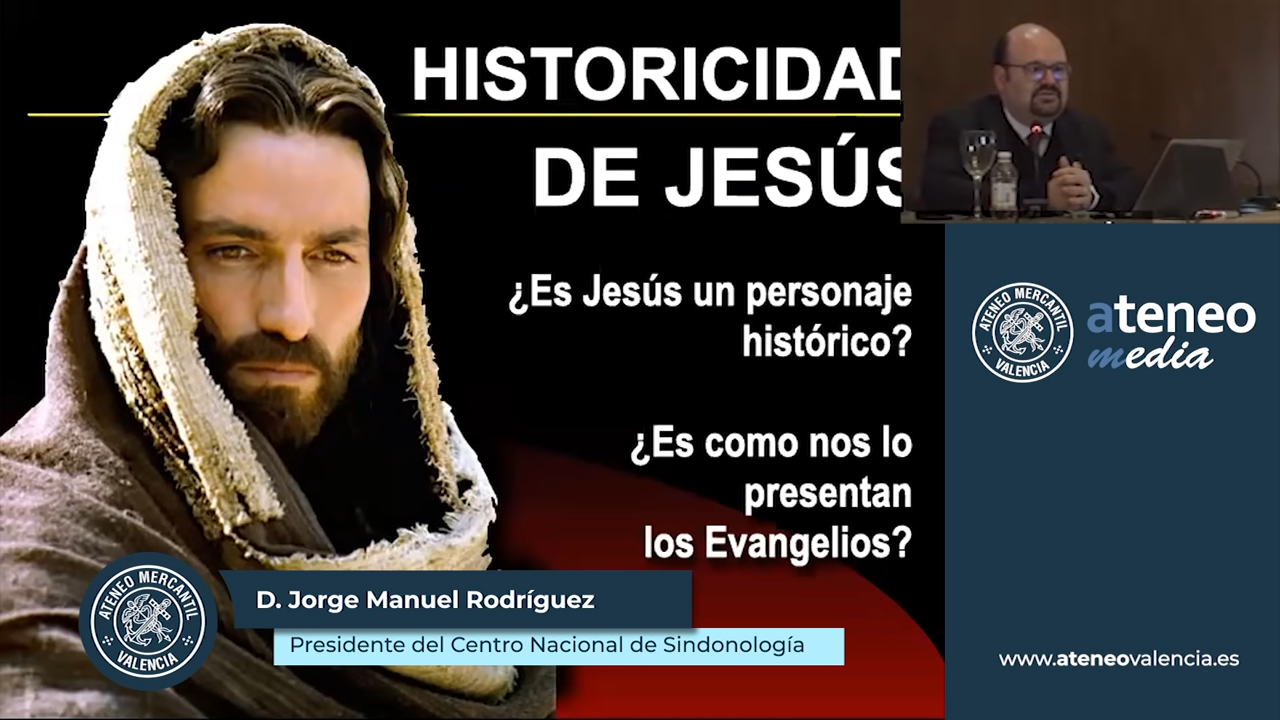 HISTORICIDAD
DE JESÚS
¿Es Jesús un personaje
histórico?
¿Es como nos lo
presentan
los Evangelios?
ATENEO MERCANTIL
VALENCIA
D. Jorge Manuel Rodríguez
Presidente del Centro Nacional de Sindonología
ATENEO MERCANTIL
VALENCIA
ateneo
media
www.ateneovalencia.es